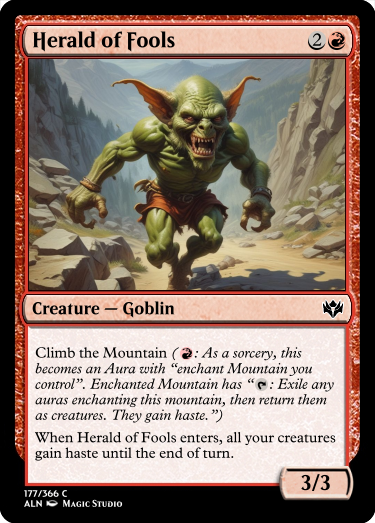 Herald of Fools 2
Creature — Goblin
Climb the Mountain ( : As a sorcery, this
becomes an Aura with “enchant Mountain you
control”. Enchanted Mountain has “ : Exile any
auras enchanting this mountain, then return them
as creatures. They gain haste.”)
When Herald of Fools enters, all your creatures
gain haste until the end of turn.
3/3
177/366 C
ALN Magic Studio